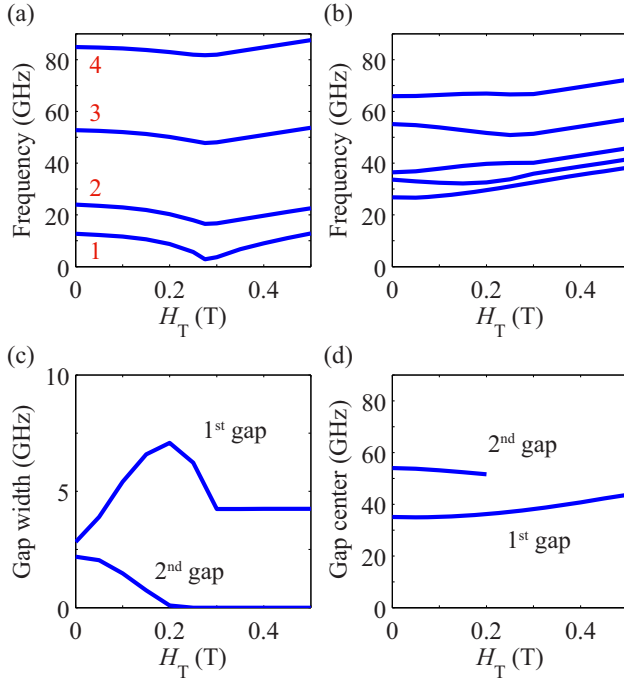 (a)
(b)
80
60
40
20
0
Frequency (GHz)
4
3
2
1
0
0.2
0.4
H_T (T)
80
60
40
20
0
Frequency (GHz)
0
0.2
0.4
H_T (T)
(c)
(d)
10
5
0
Gap width (GHz)
1st gap
2nd gap
0
0.2
0.4
H_T (T)
80
60
40
20
0
Gap center (GHz)
2nd gap
1st gap
0
0.2
0.4
H_T (T)